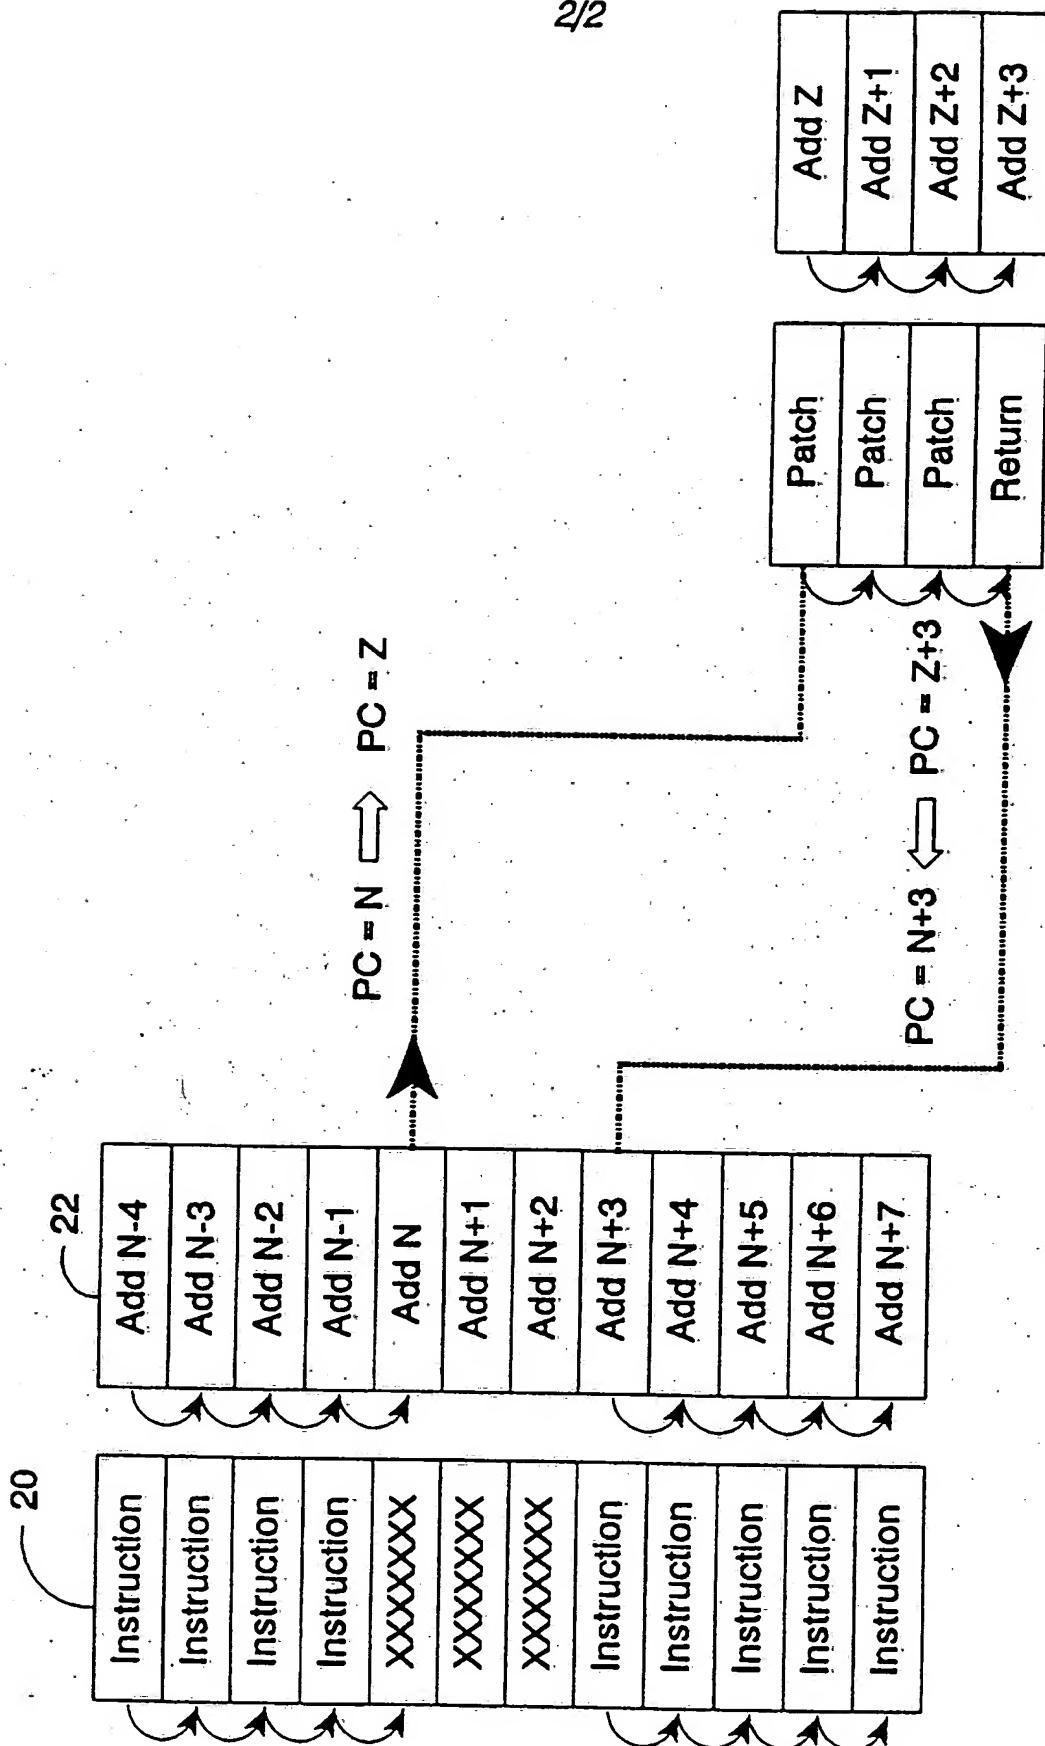 2/2
20
22
Instruction
Instruction
Instruction
Instruction
XXXXXXX
XXXXXXX
XXXXXXX
Instruction
Instruction
Instruction
Instruction
Instruction
Add N-4
Add N-3
Add N-2
Add N-1
Add N
Add N+1
Add N+2
Add N+3
Add N+4
Add N+5
Add N+6
Add N+7
PC = N ⇨ PC = Z
PC = N+3 ⇦ PC = Z+3
Patch
Patch
Patch
Return
Add Z
Add Z+1
Add Z+2
Add Z+3